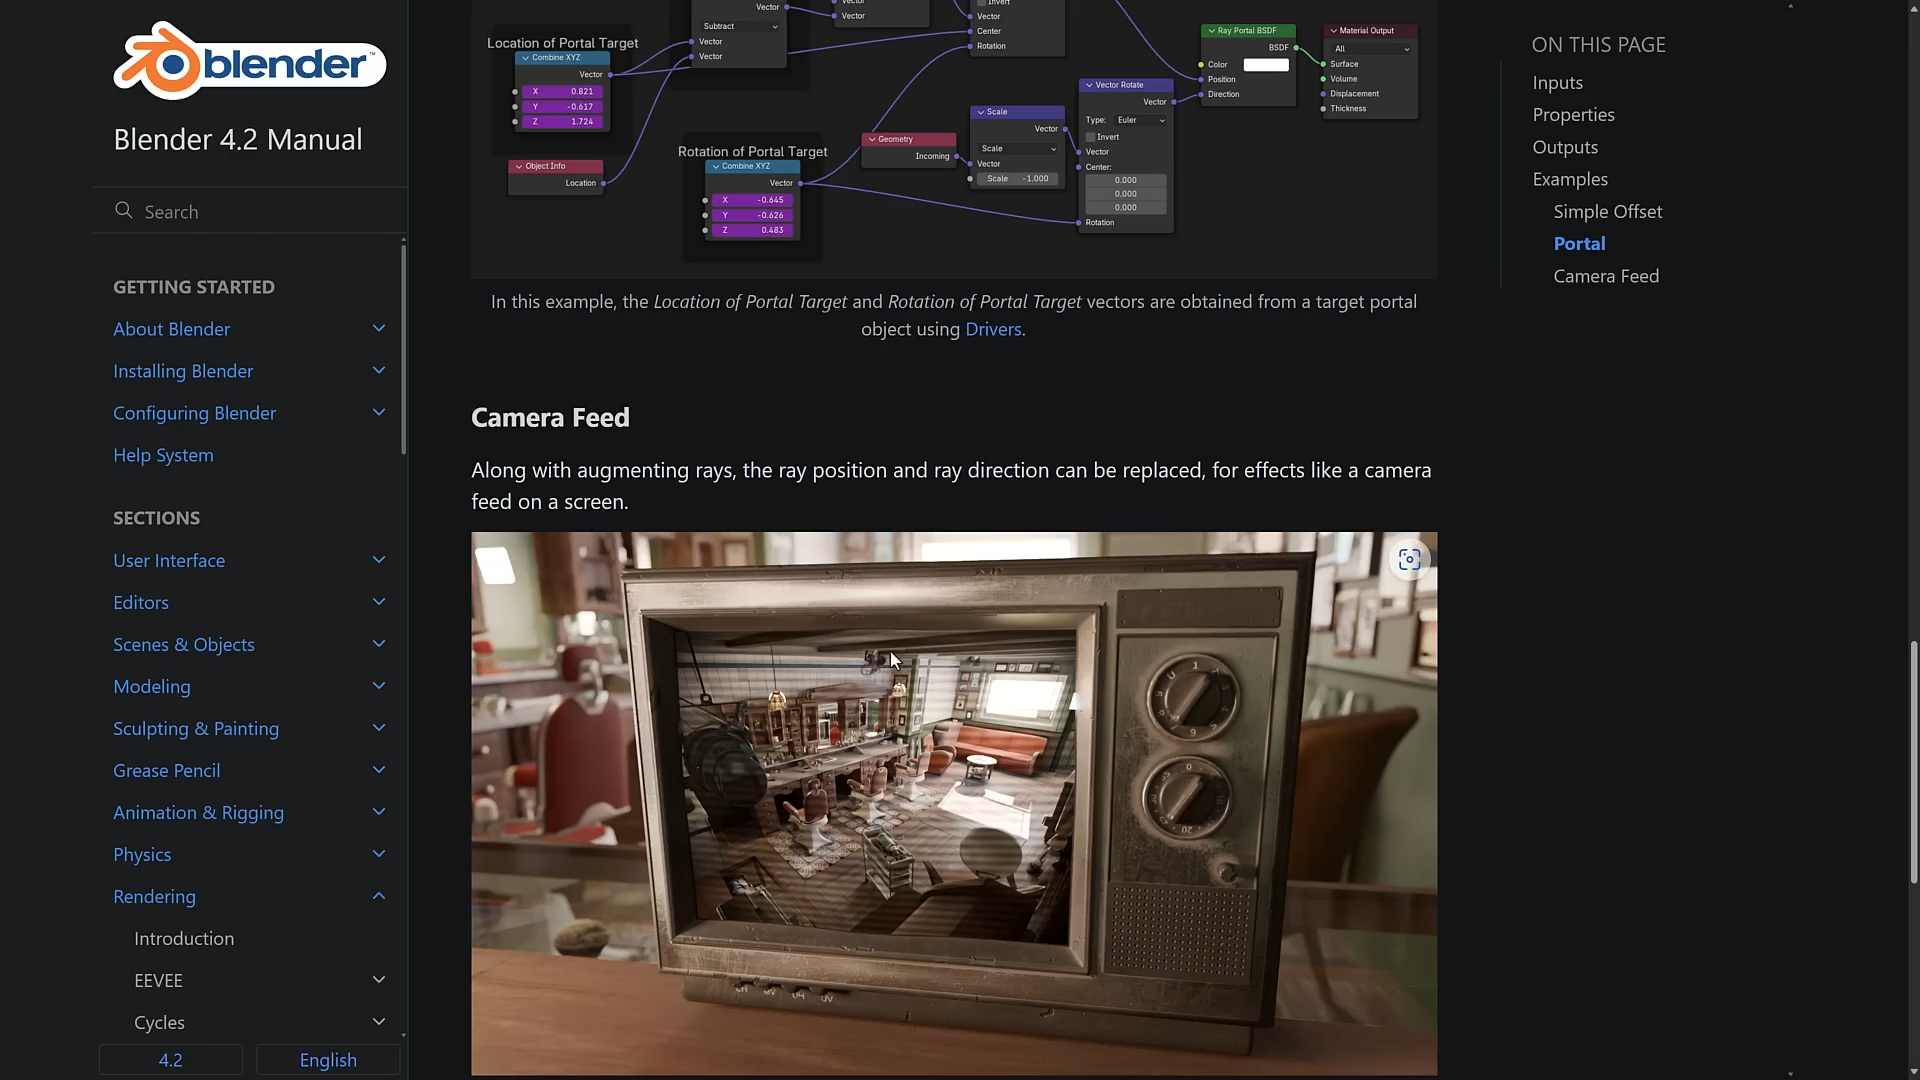 blender™
Blender 4.2 Manual
Search
GETTING STARTED
About Blender
Installing Blender
Configuring Blender
Help System
SECTIONS
User Interface
Editors
Scenes & Objects
Modeling
Sculpting & Painting
Grease Pencil
Animation & Rigging
Physics
Rendering
Introduction
EEVEE
Cycles
4.2
English
Vector
Subtract
Vector
Vector
Vector
Vector
Invert
Vector
Center
Rotation
Location of Portal Target
Combine XYZ
Vector
X 0.821
Y -0.617
Z 1.724
Object Info
Location
Rotation of Portal Target
Combine XYZ
Vector
X -0.645
Y -0.626
Z 0.483
Geometry
Incoming
Scale
Vector
Scale
Vector
Scale -1.000
Vector Rotate
Vector
Type: Euler
Invert
Vector
Center:
0.000
0.000
0.000
Rotation
Ray Portal BSDF
BSDF
Color
Position
Direction
Material Output
All
Surface
Volume
Displacement
Thickness
In this example, the Location of Portal Target and Rotation of Portal Target vectors are obtained from a target portal
object using Drivers.
Camera Feed
Along with augmenting rays, the ray position and ray direction can be replaced, for effects like a camera
feed on a screen.
ON THIS PAGE
Inputs
Properties
Outputs
Examples
Simple Offset
Portal
Camera Feed